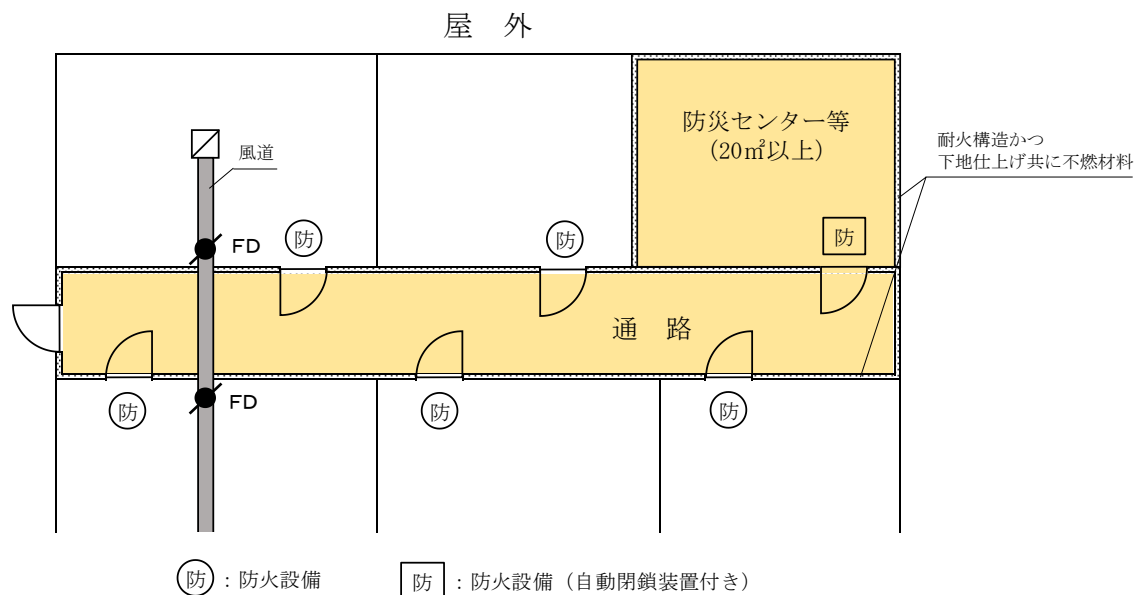 屋　外
防災センター等
(20㎡以上)
耐火構造かつ
下地仕上げ共に不燃材料
風道
防
防
防
FD
通　路
防
防
防
FD
防：防火設備
防：防火設備（自動閉鎖装置付き）